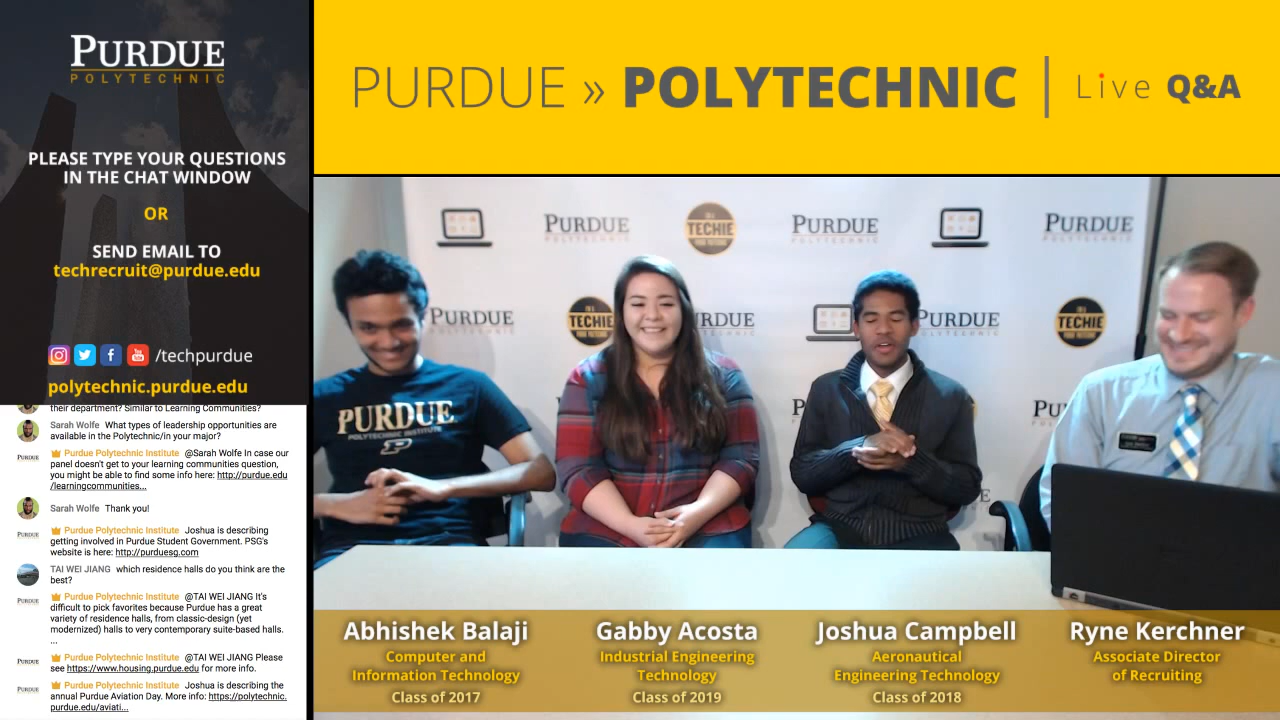 PURDUE
POLYTECHNIC
PLEASE TYPE YOUR QUESTIONS
IN THE CHAT WINDOW
OR
SEND EMAIL TO
techrecruit@purdue.edu
/techpurdue
polytechnic.purdue.edu
their department? Similar to Learning Communities?
Sarah Wolfe What types of leadership opportunities are
available in the Polytechnic/in your major?
Purdue Polytechnic Institute @Sarah Wolfe In case our
panel doesn't get to your learning communities question,
you might be able to find some info here: http://purdue.edu
/learningcommunities...
Sarah Wolfe Thank you!
Purdue Polytechnic Institute Joshua is describing
getting involved in Purdue Student Government. PSG's
website is here: http://purduesg.com
TAI WEI JIANG which residence halls do you think are the
best?
Purdue Polytechnic Institute @TAI WEI JIANG It's
difficult to pick favorites because Purdue has a great
variety of residence halls, from classic-design (yet
modernized) halls to very contemporary suite-based halls.
...
Purdue Polytechnic Institute @TAI WEI JIANG Please
see https://www.housing.purdue.edu for more info.
Purdue Polytechnic Institute Joshua is describing the
annual Purdue Aviation Day. More info: https://polytechnic.
purdue.edu/aviati...
PURDUE » POLYTECHNIC | Live Q&A
PURDUE
POLYTECHNIC
TECHIE
PURDUE
POLYTECHNIC
PURDUE
POLYTECHNIC
PURDUE
POLYTECHNIC
TECHIE
PURDUE
POLYTECHNIC
TECHIE
PURDUE
POLYTECHNIC INSTITUTE
P
Abhishek Balaji
Computer and
Information Technology
Class of 2017
Gabby Acosta
Industrial Engineering
Technology
Class of 2019
Joshua Campbell
Aeronautical
Engineering Technology
Class of 2018
Ryne Kerchner
Associate Director
of Recruiting